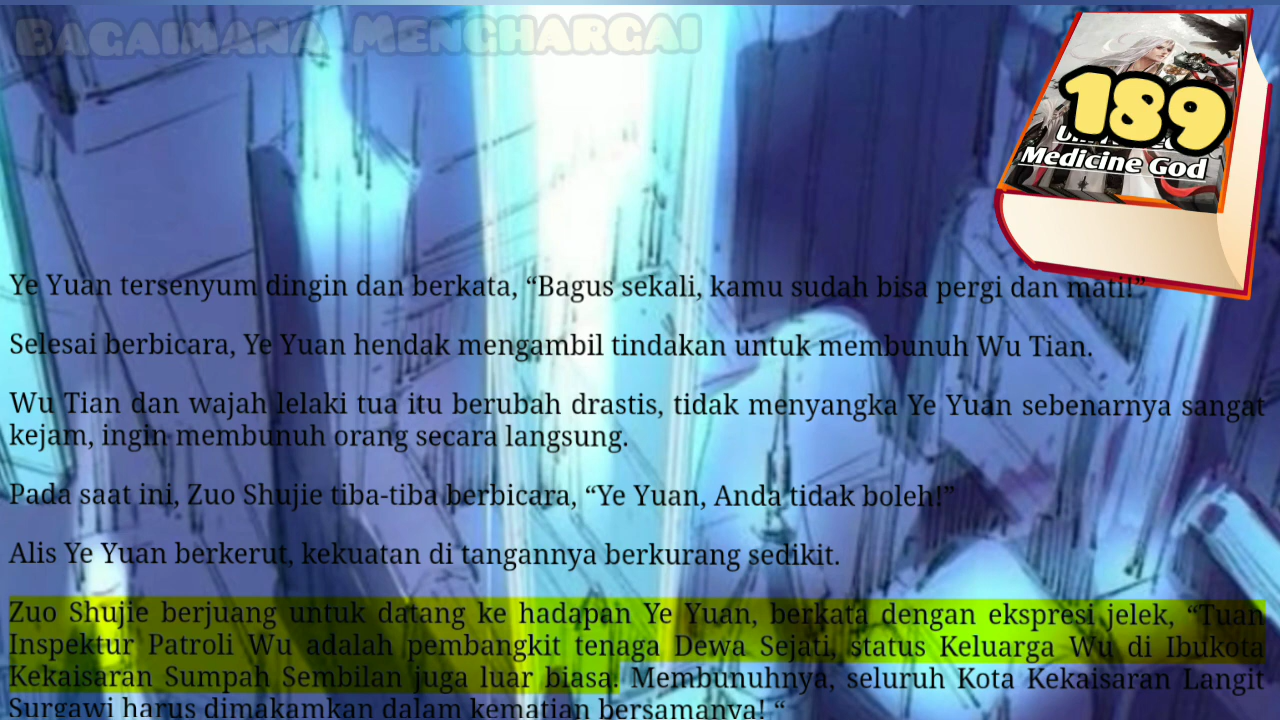 Bagaimana Menghargai
189
Medicine God
Ye Yuan tersenyum dingin dan berkata, “Bagus sekali, kamu sudah bisa pergi dan mati!”
Selesai berbicara, Ye Yuan hendak mengambil tindakan untuk membunuh Wu Tian.
Wu Tian dan wajah lelaki tua itu berubah drastis, tidak menyangka Ye Yuan sebenarnya sangat
kejam, ingin membunuh orang secara langsung.
Pada saat ini, Zuo Shujie tiba-tiba berbicara, “Ye Yuan, Anda tidak boleh!”
Alis Ye Yuan berkerut, kekuatan di tangannya berkurang sedikit.
Zuo Shujie berjuang untuk datang ke hadapan Ye Yuan, berkata dengan ekspresi jelek, “Tuan
Inspektur Patroli Wu adalah pembangkit tenaga Dewa Sejati, status Keluarga Wu di Ibukota
Kekaisaran Sumpah Sembilan juga luar biasa. Membunuhnya, seluruh Kota Kekaisaran Langit
Surgawi harus dimakamkan dalam kematian bersamanya! “